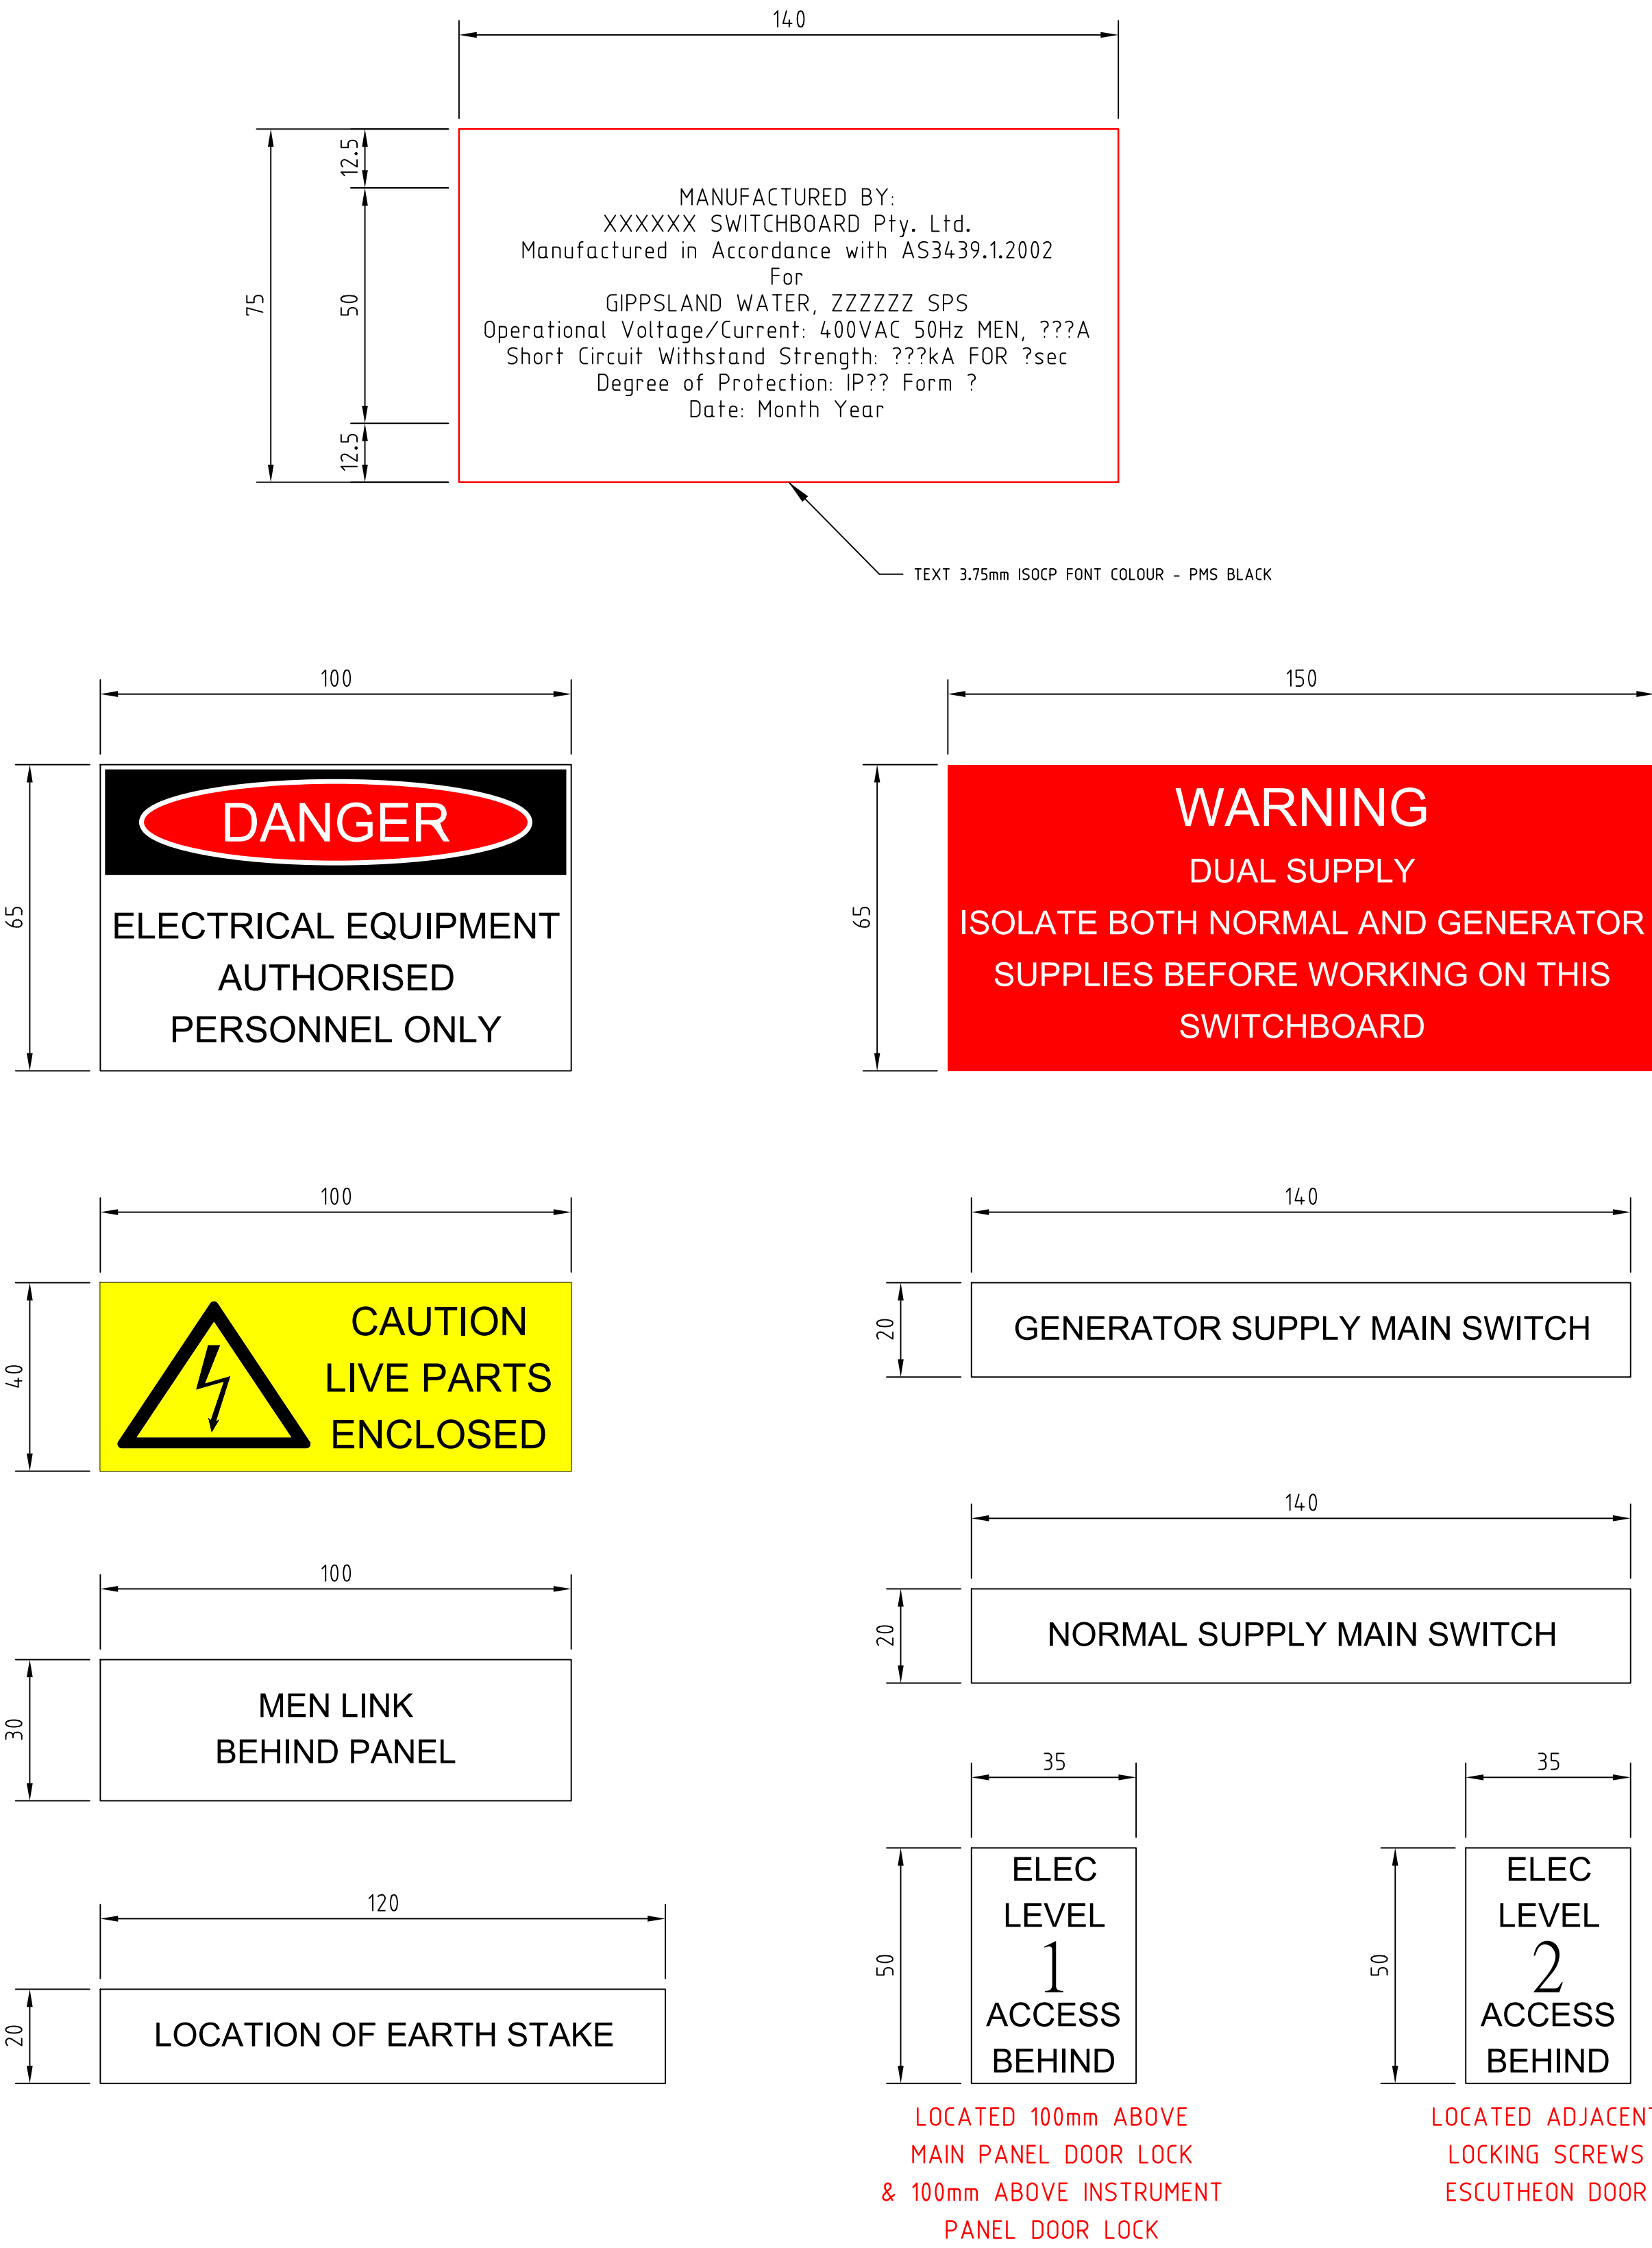 140
12.5
75
50
12.5
MANUFACTURED BY:
XXXXXX SWITCHBOARD Pty. Ltd.
Manufactured in Accordance with AS3439.1.2002
For
GIPPSLAND WATER, ZZZZZZ SPS
Operational Voltage/Current: 400VAC 50Hz MEN, ???A
Short Circuit Withstand Strength: ???kA FOR ?sec
Degree of Protection: IP?? Form ?
Date: Month Year
TEXT 3.75mm ISOCP FONT COLOUR - PMS BLACK
100
65
DANGER
ELECTRICAL EQUIPMENT
AUTHORISED
PERSONNEL ONLY
150
65
WARNING
DUAL SUPPLY
ISOLATE BOTH NORMAL AND GENERATOR
SUPPLIES BEFORE WORKING ON THIS
SWITCHBOARD
100
40
CAUTION
LIVE PARTS
ENCLOSED
140
20
GENERATOR SUPPLY MAIN SWITCH
100
30
MEN LINK
BEHIND PANEL
140
20
NORMAL SUPPLY MAIN SWITCH
120
20
LOCATION OF EARTH STAKE
35
50
ELEC
LEVEL
1
ACCESS
BEHIND
LOCATED 100mm ABOVE
MAIN PANEL DOOR LOCK
& 100mm ABOVE INSTRUMENT
PANEL DOOR LOCK
35
50
ELEC
LEVEL
2
ACCESS
BEHIND
LOCATED ADJACENT
LOCKING SCREWS
ESCUTHEON DOOR